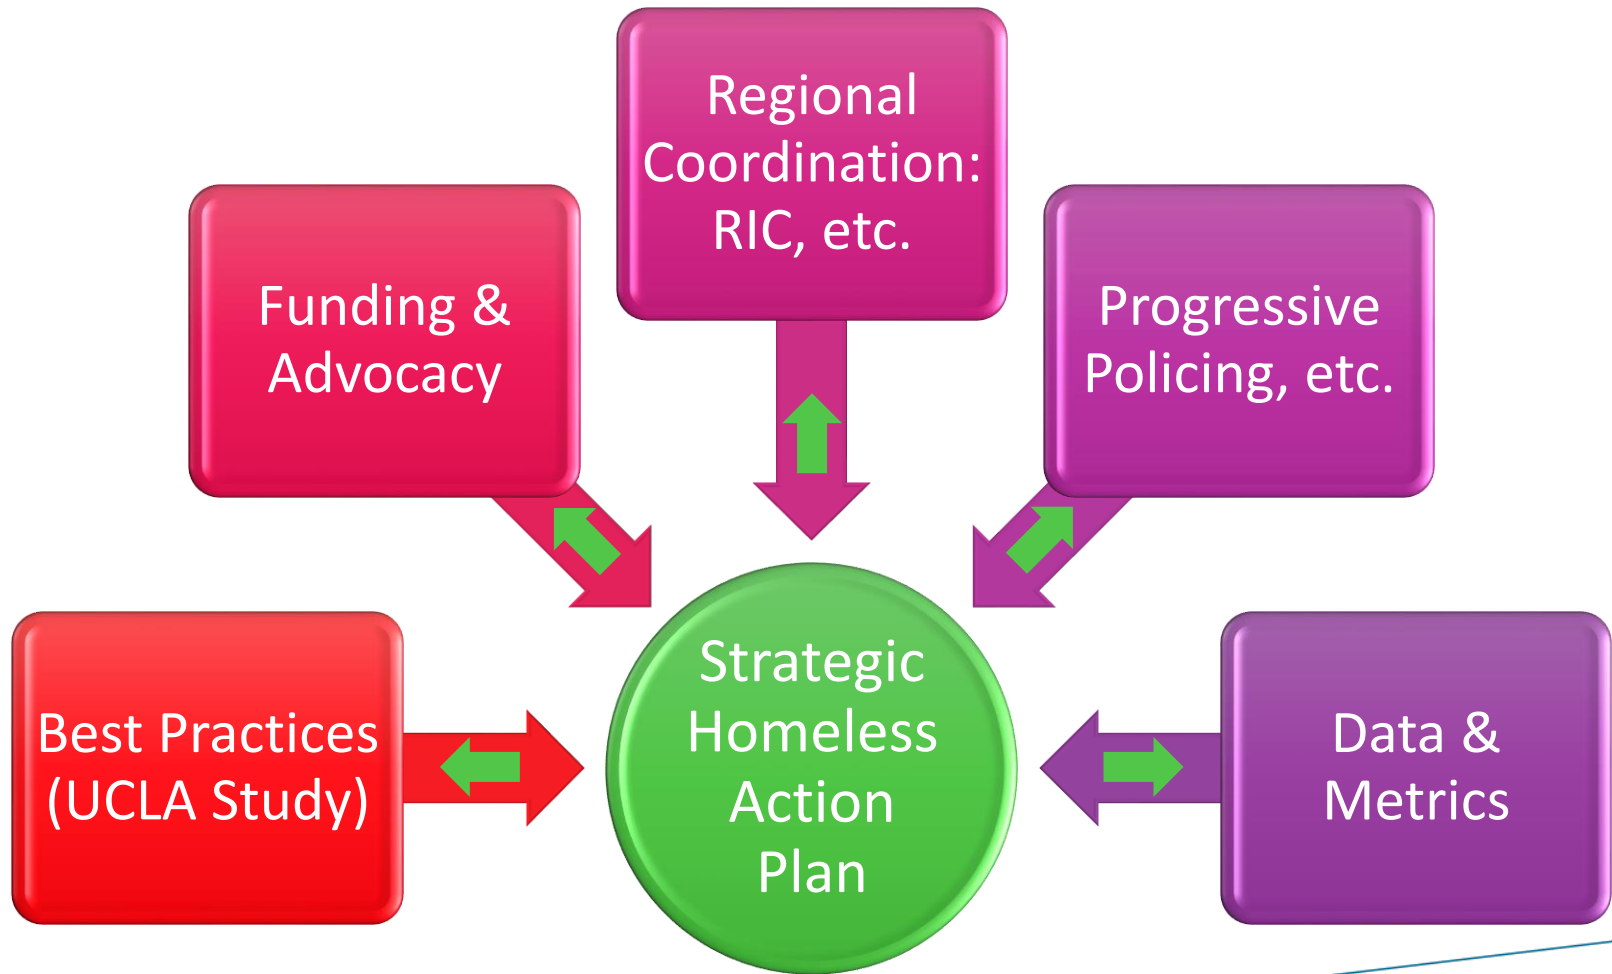 Regional
Coordination:
RIC, etc.
Funding &
Advocacy
Progressive
Policing, etc.
Best Practices
(UCLA Study)
Strategic
Homeless
Action
Plan
Data &
Metrics